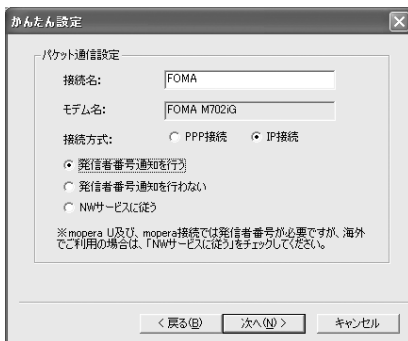 かんたん設定
パケット通信設定
接続名: FOMA
モデム名: FOMA M702iG
接続方式: PPP接続 IP接続
発信者番号通知を行う
発信者番号通知を行わない
NWサービスに従う
※mopera U及び、mopera接続では発信者番号が必要ですが、海外
でご利用の場合は、「NWサービスに従う」をチェックしてください。
< 戻る(B) 次へ(N) > キャンセル